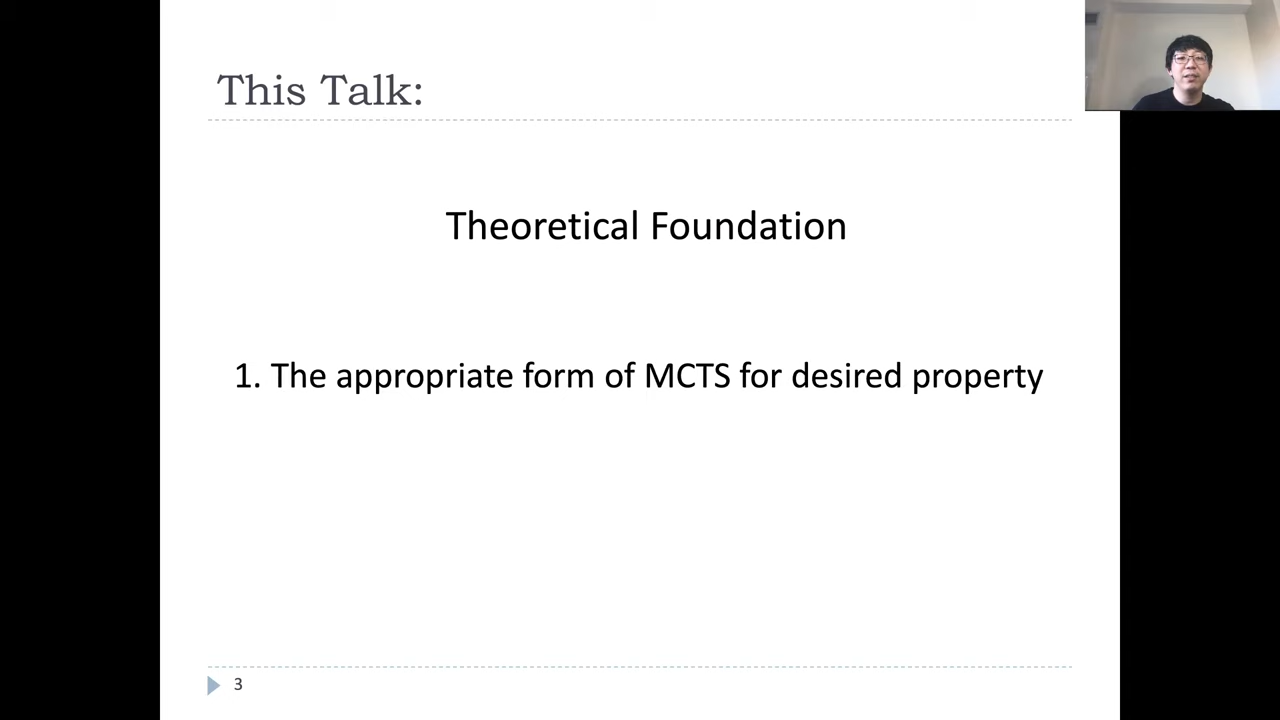 This Talk:
Theoretical Foundation
1. The appropriate form of MCTS for desired property
3